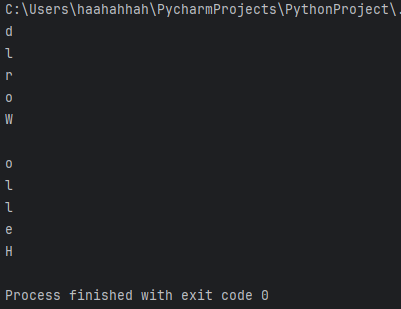 C:\Users\haahahhah\PycharmProjects\PythonProject\.
d
l
r
o
W

o
l
l
e
H

Process finished with exit code 0